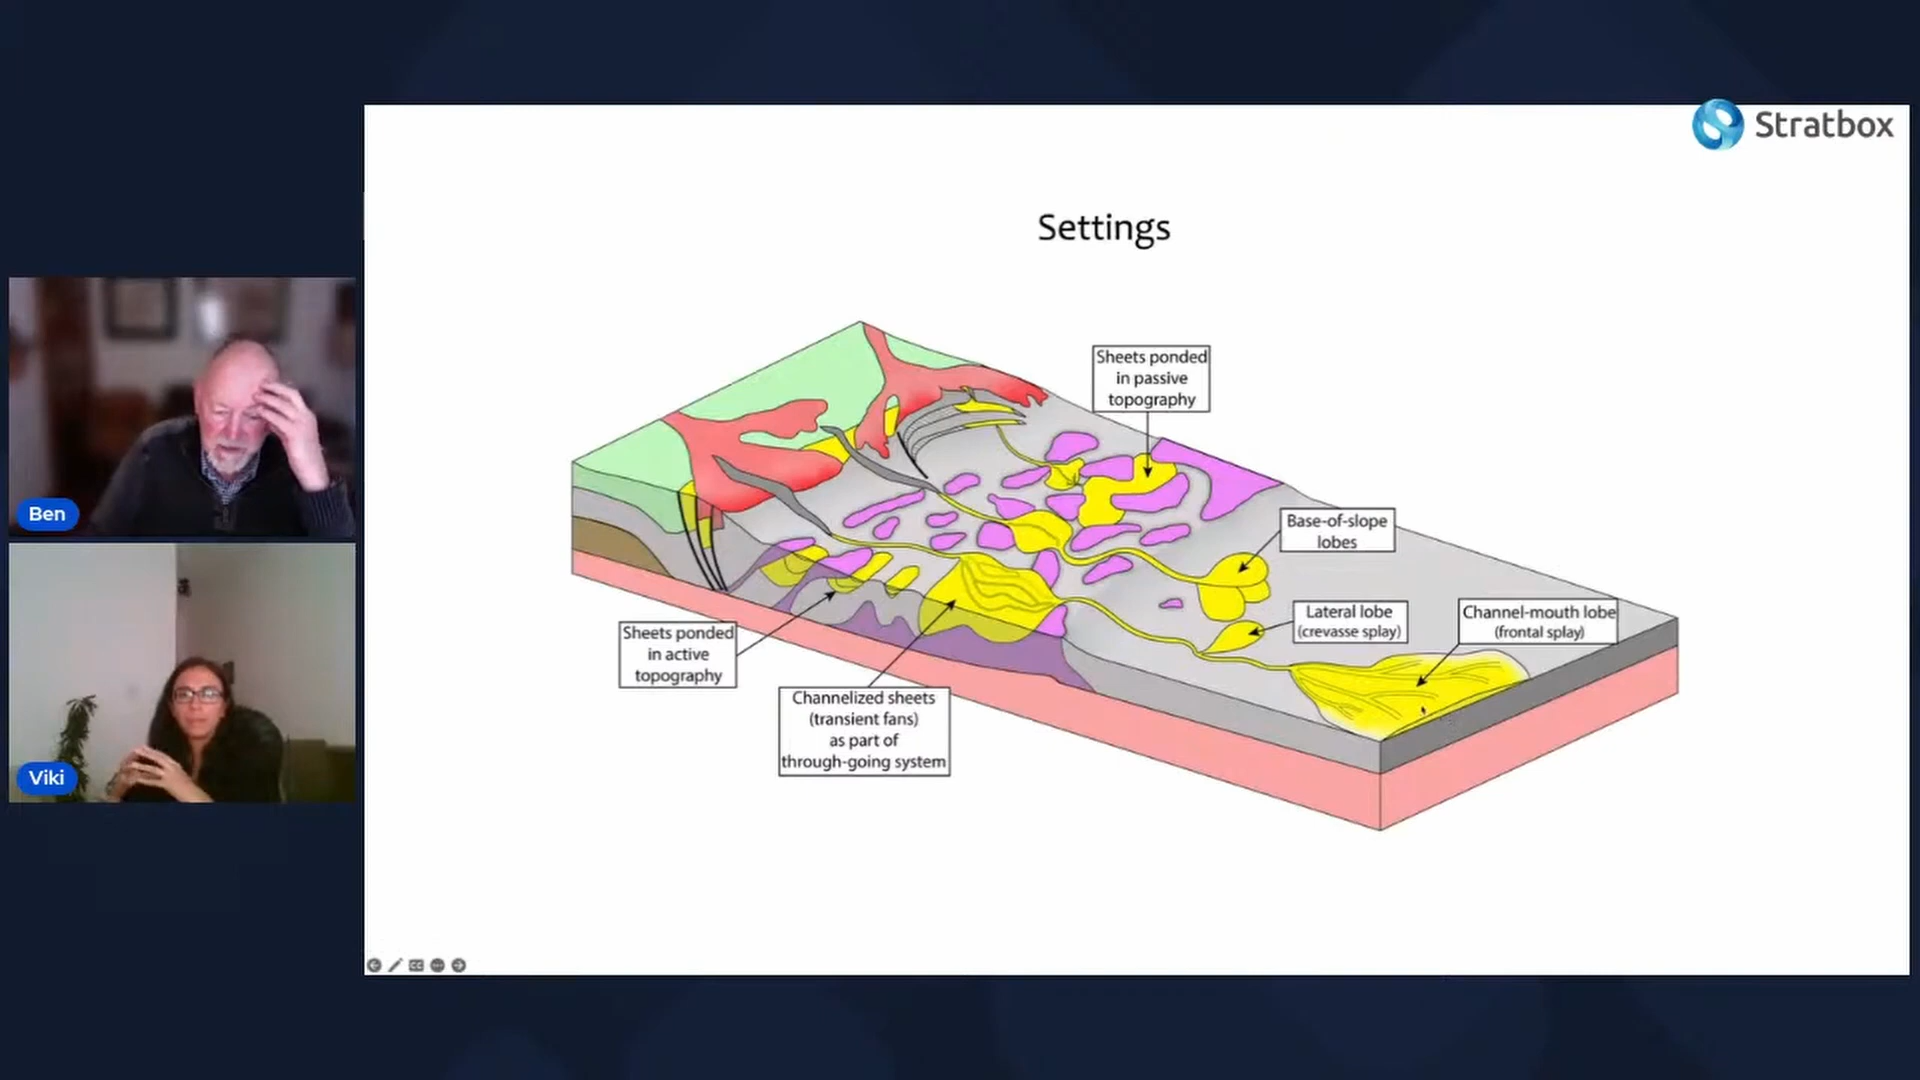 Stratbox
Settings
Sheets ponded
in passive
topography
Base-of-slope
lobes
Lateral lobe
(crevasse splay)
Channel-mouth lobe
(frontal splay)
Sheets ponded
in active
topography
Channelized sheets
(transient fans)
as part of
through-going system
Ben
Viki